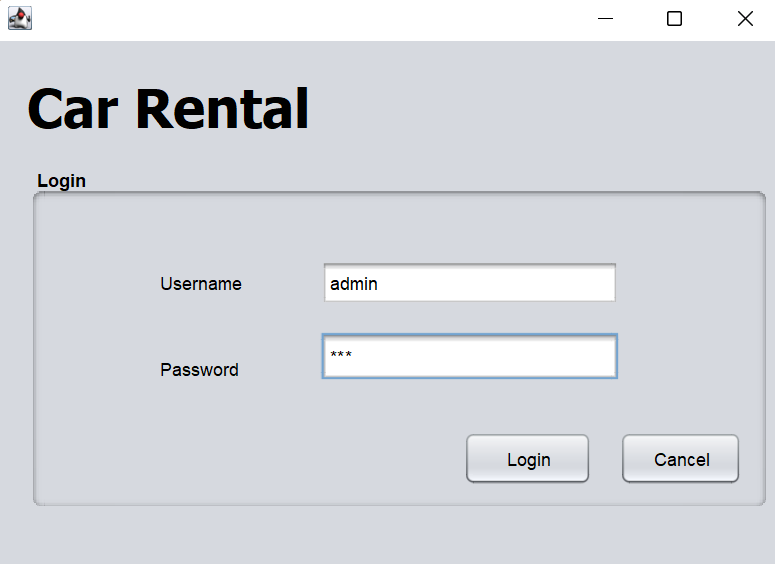 Car Rental
Login
Username admin
Password ***
Login Cancel